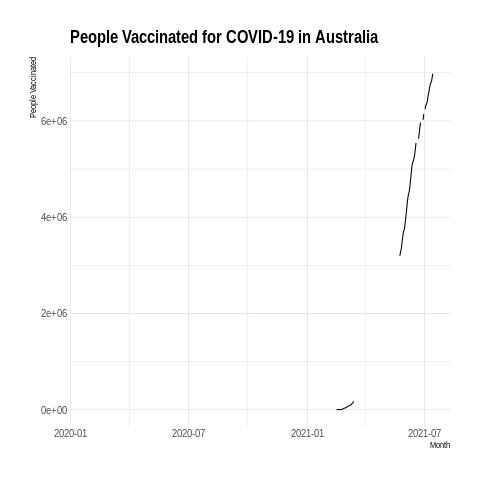 People Vaccinated for COVID-19 in Australia
People Vaccinated
6e+06
4e+06
2e+06
0e+00
2020-01 2020-07 2021-01 2021-07
Month